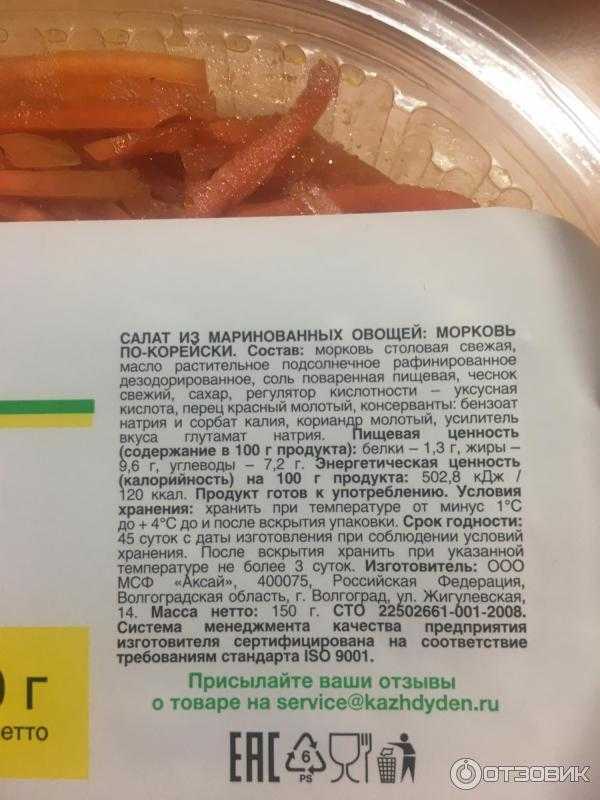 САЛАТ ИЗ МАРИНОВАННЫХ ОВОЩЕЙ: МОРКОВЬ
ПО-КОРЕЙСКИ. Состав: морковь столовая свежая,
масло растительное подсолнечное рафинированное
дезодорированное, соль поваренная пищевая, чеснок
свежий, сахар, регулятор кислотности – уксусная
кислота, перец красный молотый, консерванты: бензоат
натрия и сорбат калия, кориандр молотый, усилитель
вкуса глутамат натрия. Пищевая ценность
(содержание в 100 г продукта): белки – 1,3 г, жиры –
9,6 г, углеводы – 7,2 г. Энергетическая ценность
(калорийность) на 100 г продукта: 502,8 кДж /
120 ккал. Продукт готов к употреблению. Условия
хранения: хранить при температуре от минус 1°С
до + 4°С до и после вскрытия упаковки. Срок годности:
45 суток с даты изготовления при соблюдении условий
хранения. После вскрытия хранить при указанной
температуре не более 3 суток. Изготовитель: ООО
МСФ «Аксай», 400075, Российская Федерация,
Волгоградская область, г. Волгоград, ул. Жигулевская,
14. Масса нетто: 150 г. СТО 22502661-001-2008.
Система менеджмента качества предприятия
изготовителя сертифицирована на соответствие
требованиям стандарта ISO 9001.
Присылайте ваши отзывы
о товаре на service@kazhdyden.ru
0 г
етто
ЕАС 6 PS
ОТЗОВИК